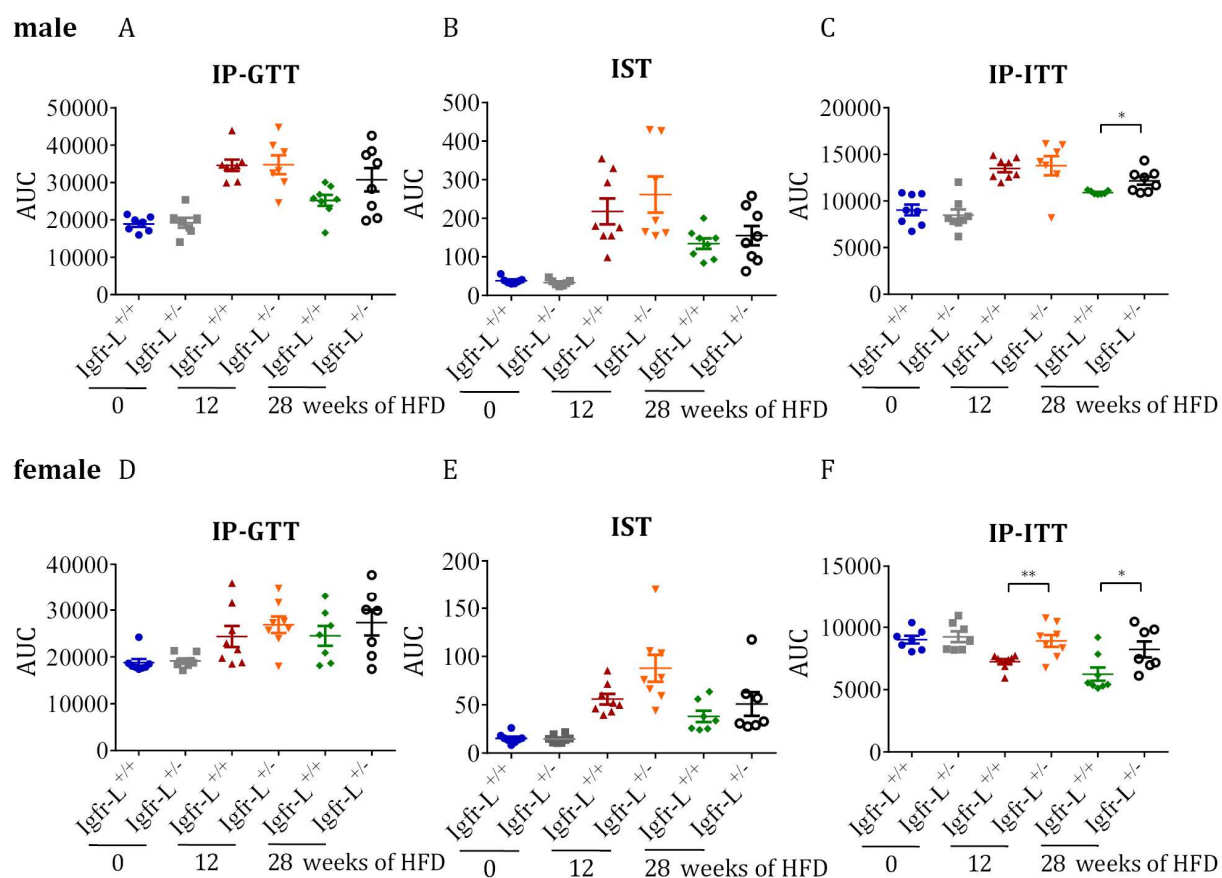 male A B C
IP-GTT IST IP-ITT
AUC
50000
40000
30000
20000
10000
0
Igfr-L +/+
Igfr-L +/-
Igfr-L +/+
Igfr-L +/-
Igfr-L +/+
Igfr-L +/-
0 12 28 weeks of HFD
AUC
500
400
300
200
100
0
Igfr-L +/+
Igfr-L +/-
Igfr-L +/+
Igfr-L +/-
Igfr-L +/+
Igfr-L +/-
0 12 28 weeks of HFD
AUC
20000
15000
10000
5000
0
*
Igfr-L +/+
Igfr-L +/-
Igfr-L +/+
Igfr-L +/-
Igfr-L +/+
Igfr-L +/-
0 12 28 weeks of HFD
female D E F
IP-GTT IST IP-ITT
AUC
40000
30000
20000
10000
0
Igfr-L +/+
Igfr-L +/-
Igfr-L +/+
Igfr-L +/-
Igfr-L +/+
Igfr-L +/-
0 12 28 weeks of HFD
AUC
200
150
100
50
0
Igfr-L +/+
Igfr-L +/-
Igfr-L +/+
Igfr-L +/-
Igfr-L +/+
Igfr-L +/-
0 12 28 weeks of HFD
AUC
15000
10000
5000
0
** *
Igfr-L +/+
Igfr-L +/-
Igfr-L +/+
Igfr-L +/-
Igfr-L +/+
Igfr-L +/-
0 12 28 weeks of HFD